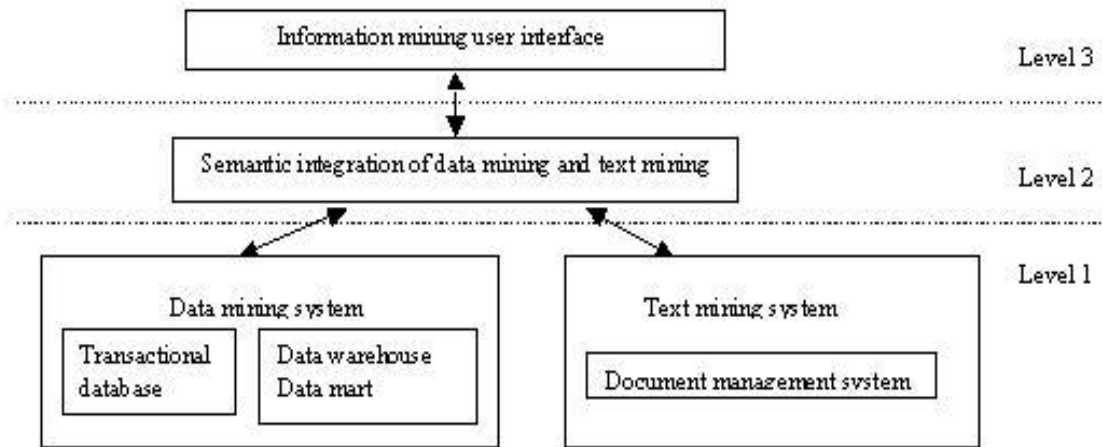 Information mining user interface
Level 3
Semantic integration of data mining and text mining
Level 2
Level 1
Data mining system
Transactional
database
Data warehouse
Data mart
Text mining system
Document management system